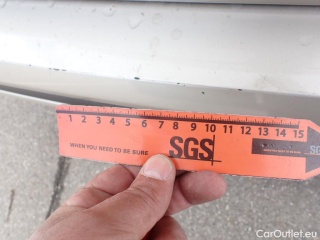 1 2 3 4 5 6 7 8 9 10 11 12 13 14 15
WHEN YOU NEED TO BE SURE SGS
SG
CarOutlet.eu